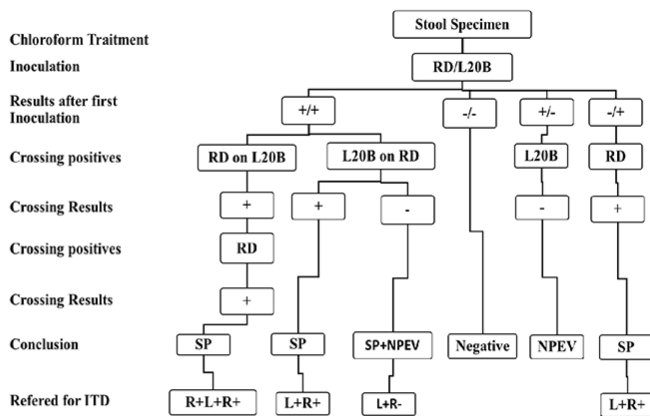 Stool Specimen
Chloroform Traitment
Inoculation RD/L20B
Results after first
Inoculation +/+ -/- +/- -/+
Crossing positives RD on L20B L20B on RD L20B RD
Crossing Results + + - - +
Crossing positives RD
Crossing Results +
Conclusion SP SP SP+NPEV Negative NPEV SP
Refered for ITD R+L+R+ L+R+ L+R- L+R+